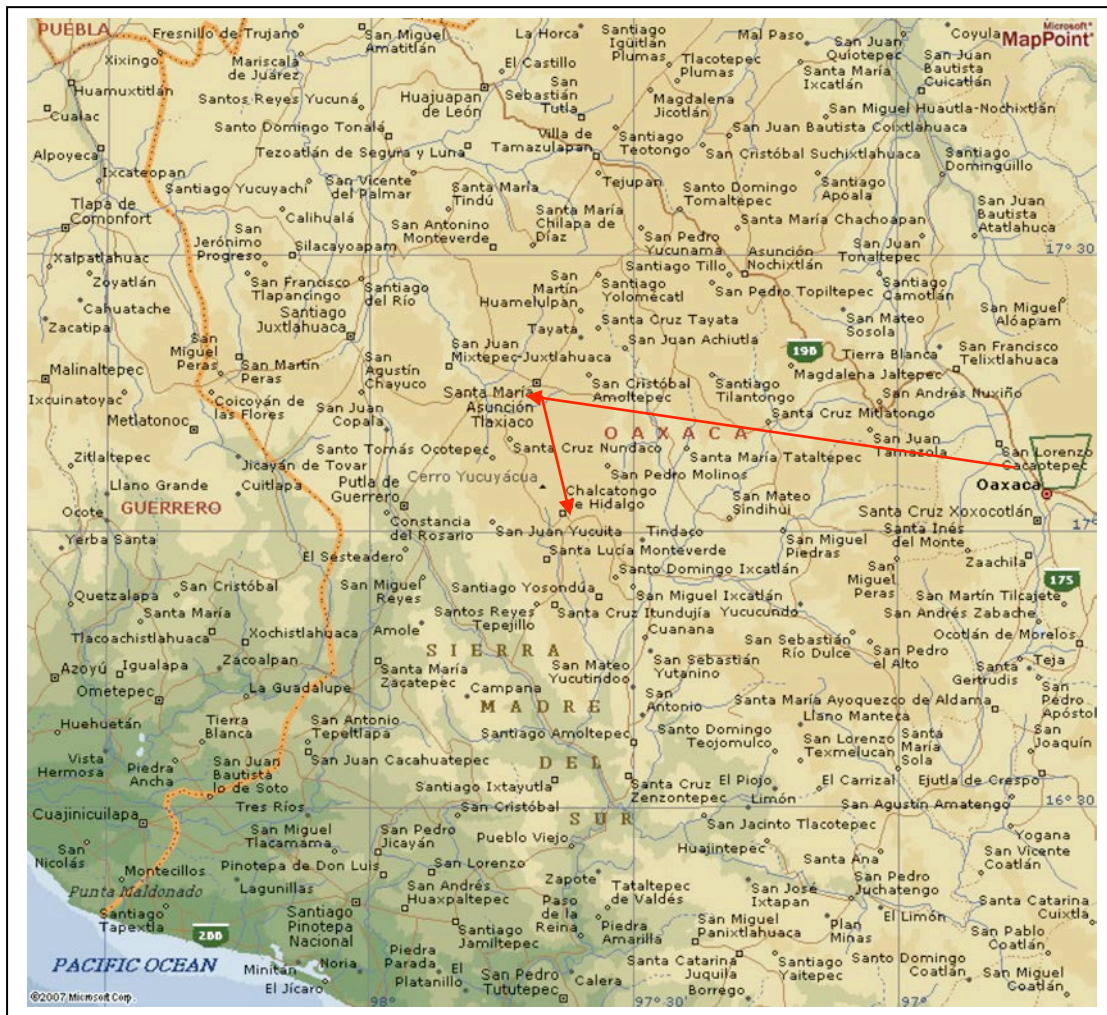 PUEBLA
Fresnillo de Trujano
San Miguel
Amatitlán
La Horca
Santiago
Igüitlan
Plumas
Mal Paso
San Juan
Quiotepec
Coyula
Microsoft®
MapPoint®
Xixingo
Mariscala
de Juárez
El Castillo
Tlacotepec
Plumas
Santa María
Ixcatlán
San Juan
Bautista
Cuicatlán
Huamuxtitlán
Santos Reyes Yucuná
Huajuapan
de León
San
Sebastián
Tutla
Magdalena
Jicotlán
San Miguel Huautla-Nochixtlán
Cualac
Santo Domingo Tonalá
Villa de
Tamazulapan
Santiago
Teotongo
San Juan Bautista Coixtlahuaca
Alpoyeca
Tezoatlán de Segura y Luna
San Cristóbal Suchixtlahuaca
Santiago
Dominguillo
Ixcateopan
Santiago Yucuyachi
San Vicente
del Palmar
Santa María
Tindú
Tejupan
Santo Domingo
Tomaltepec
Santiago
Apoala
Tlapa de
Comonfort
Calihualá
San Antonino
Monteverde
Santa María
Chilapa de
Díaz
Santa María Chachoapan
San Juan
Bautista
Atatlahuca
San
Jerónimo
Progreso
Silacayoapam
San Pedro
Yucunama
Asunción
Nochixtlán
San Juan
Tonaltepec
17°30
Xalpatlahuac
Zoyatlán
San Francisco
Tlapancingo
Santiago
del Río
San
Martín
Huamelulpan
Santiago Tillo
Santiago
Yolomécatl
San Pedro Topiltepec
Santiago
Camotlán
Cahuatache
Santiago
Juxtlahuaca
Tayata
Santa Cruz Tayata
San Mateo
Sosola
San Miguel
Alóapam
Zacatipa
San
Miguel
Peras
San Martín
Peras
San Juan
Mixtepec-Juxtlahuaca
San Juan Achiutla
190
Tierra Blanca
San Francisco
Telixtlahuaca
Malinaltepec
San
Agustín
Chayuco
San Cristóbal
Amoltepec
Santiago
Tilantongo
Magdalena Jaltepec
Ixcuinatoyac
Coicoyán de
las Flores
Santa María
Asunción
Tlaxiaco
San Andrés Nuxiño
Metlatonoc
San Juan
Copala
OAXACA
Santa Cruz Mitlatongo
Santo Tomás Ocotepec
Santa Cruz Nundaco
Santa María Tataltepec
San Juan
Tamazola
San Lorenzo
Cacaotepec
Zitlaltepec
Jicayán de Tovar
San Pedro Molinos
Llano Grande
Cuitlapa
Putla de
Guerrero
Cerro Yucuyácua
Chalcatongo
de Hidalgo
San Mateo
Sindihui
Oaxaca
GUERRERO
Ocote
Constancia
del Rosario
San Juan Yucuita
Tindaco
Santa Cruz Xoxocotlán
Santa Inés
del Monte
17°
Yerba Santa
El Sesteadero
Santa Lucía Monteverde
San Miguel
Piedras
Zaachila
Quetzalapa
San Cristóbal
San Miguel
Reyes
Santiago Yosondúa
Santo Domingo Ixcatlán
San
Miguel
Peras
175
San Martín Tilcajete
Santa María
Santos Reyes
Tepejillo
San Miguel Ixcatlán
Yucucundo
San Andrés Zabache
Tlacoachistlahuaca
Xochistlahuaca
Amole
Santa Cruz Itundujía
Cuanana
San Sebastián
Río Dulce
Ocotlán de Morelos
Azoyú
Igualapa
Zacoalpan
SIERRA
San Mateo
Yucutindoo
San Sebastián
Yutanino
San Pedro
el Alto
Santa
Gertrudis
Teja
Ometepec
La Guadalupe
Santa María
Zacatepec
Campana
San
Antonio
Santa María Ayoquezco de Aldama
San
Pedro
Apóstol
Huehuetán
Tierra
Blanca
San Antonio
Tepeltlapa
MADRE
Santiago Amoltepec
Santo Domingo
Teojomulco
Llano Manteca
San Lorenzo
Texmelucan
Santa
María
Sola
San
Joaquín
Vista
Hermosa
Piedra
Ancha
San Juan
Bautista
lo de Soto
San Juan Cacahuatepec
DEL
Santiago Ixtayutla
Santa Cruz
Zenzontepec
El Piojo
El Carrizal
Ejutla de Crespo
Cuajinicuilapa
Tres Ríos
San Cristóbal
Limón
San Agustín Amatengo
16°30
San Miguel
Tlacamama
San Pedro
Jicayán
Pueblo Viejo
SUR
San Jacinto Tlacotepec
Yogana
San
Nicolás
Montecillos
Pinotepa de Don Luis
San Lorenzo
Huajintepec
Santa Ana
San Vicente
Coatlán
Punta Maldonado
Lagunillas
San Andrés
Huaxpaltepec
Zapote
Tataltepec
de Valdés
San José
Ixtapan
San Pedro
Juchatengo
Santiago
Tapextla
Santiago
Pinotepa
Nacional
Paso
de la
Reina
San Miguel
Panixtlahuaca
El Limón
Santa Catarina
Cuixtla
200
Santiago
Jamiltepec
Piedra
Amarilla
Plan
Minas
San Pablo
Coatlán
PACIFIC OCEAN
Minitán
Noria
Piedra
Parada
El
Platanillo
San Pedro
Tututepec
Santa Catarina
Juquila
Santiago
Yaitepec
Santo Domingo
Coatlán
San Miguel
Coatlán
El Jícaro
Calera
Borrego
©2007 Microsoft Corp.
98°
97°30
97°